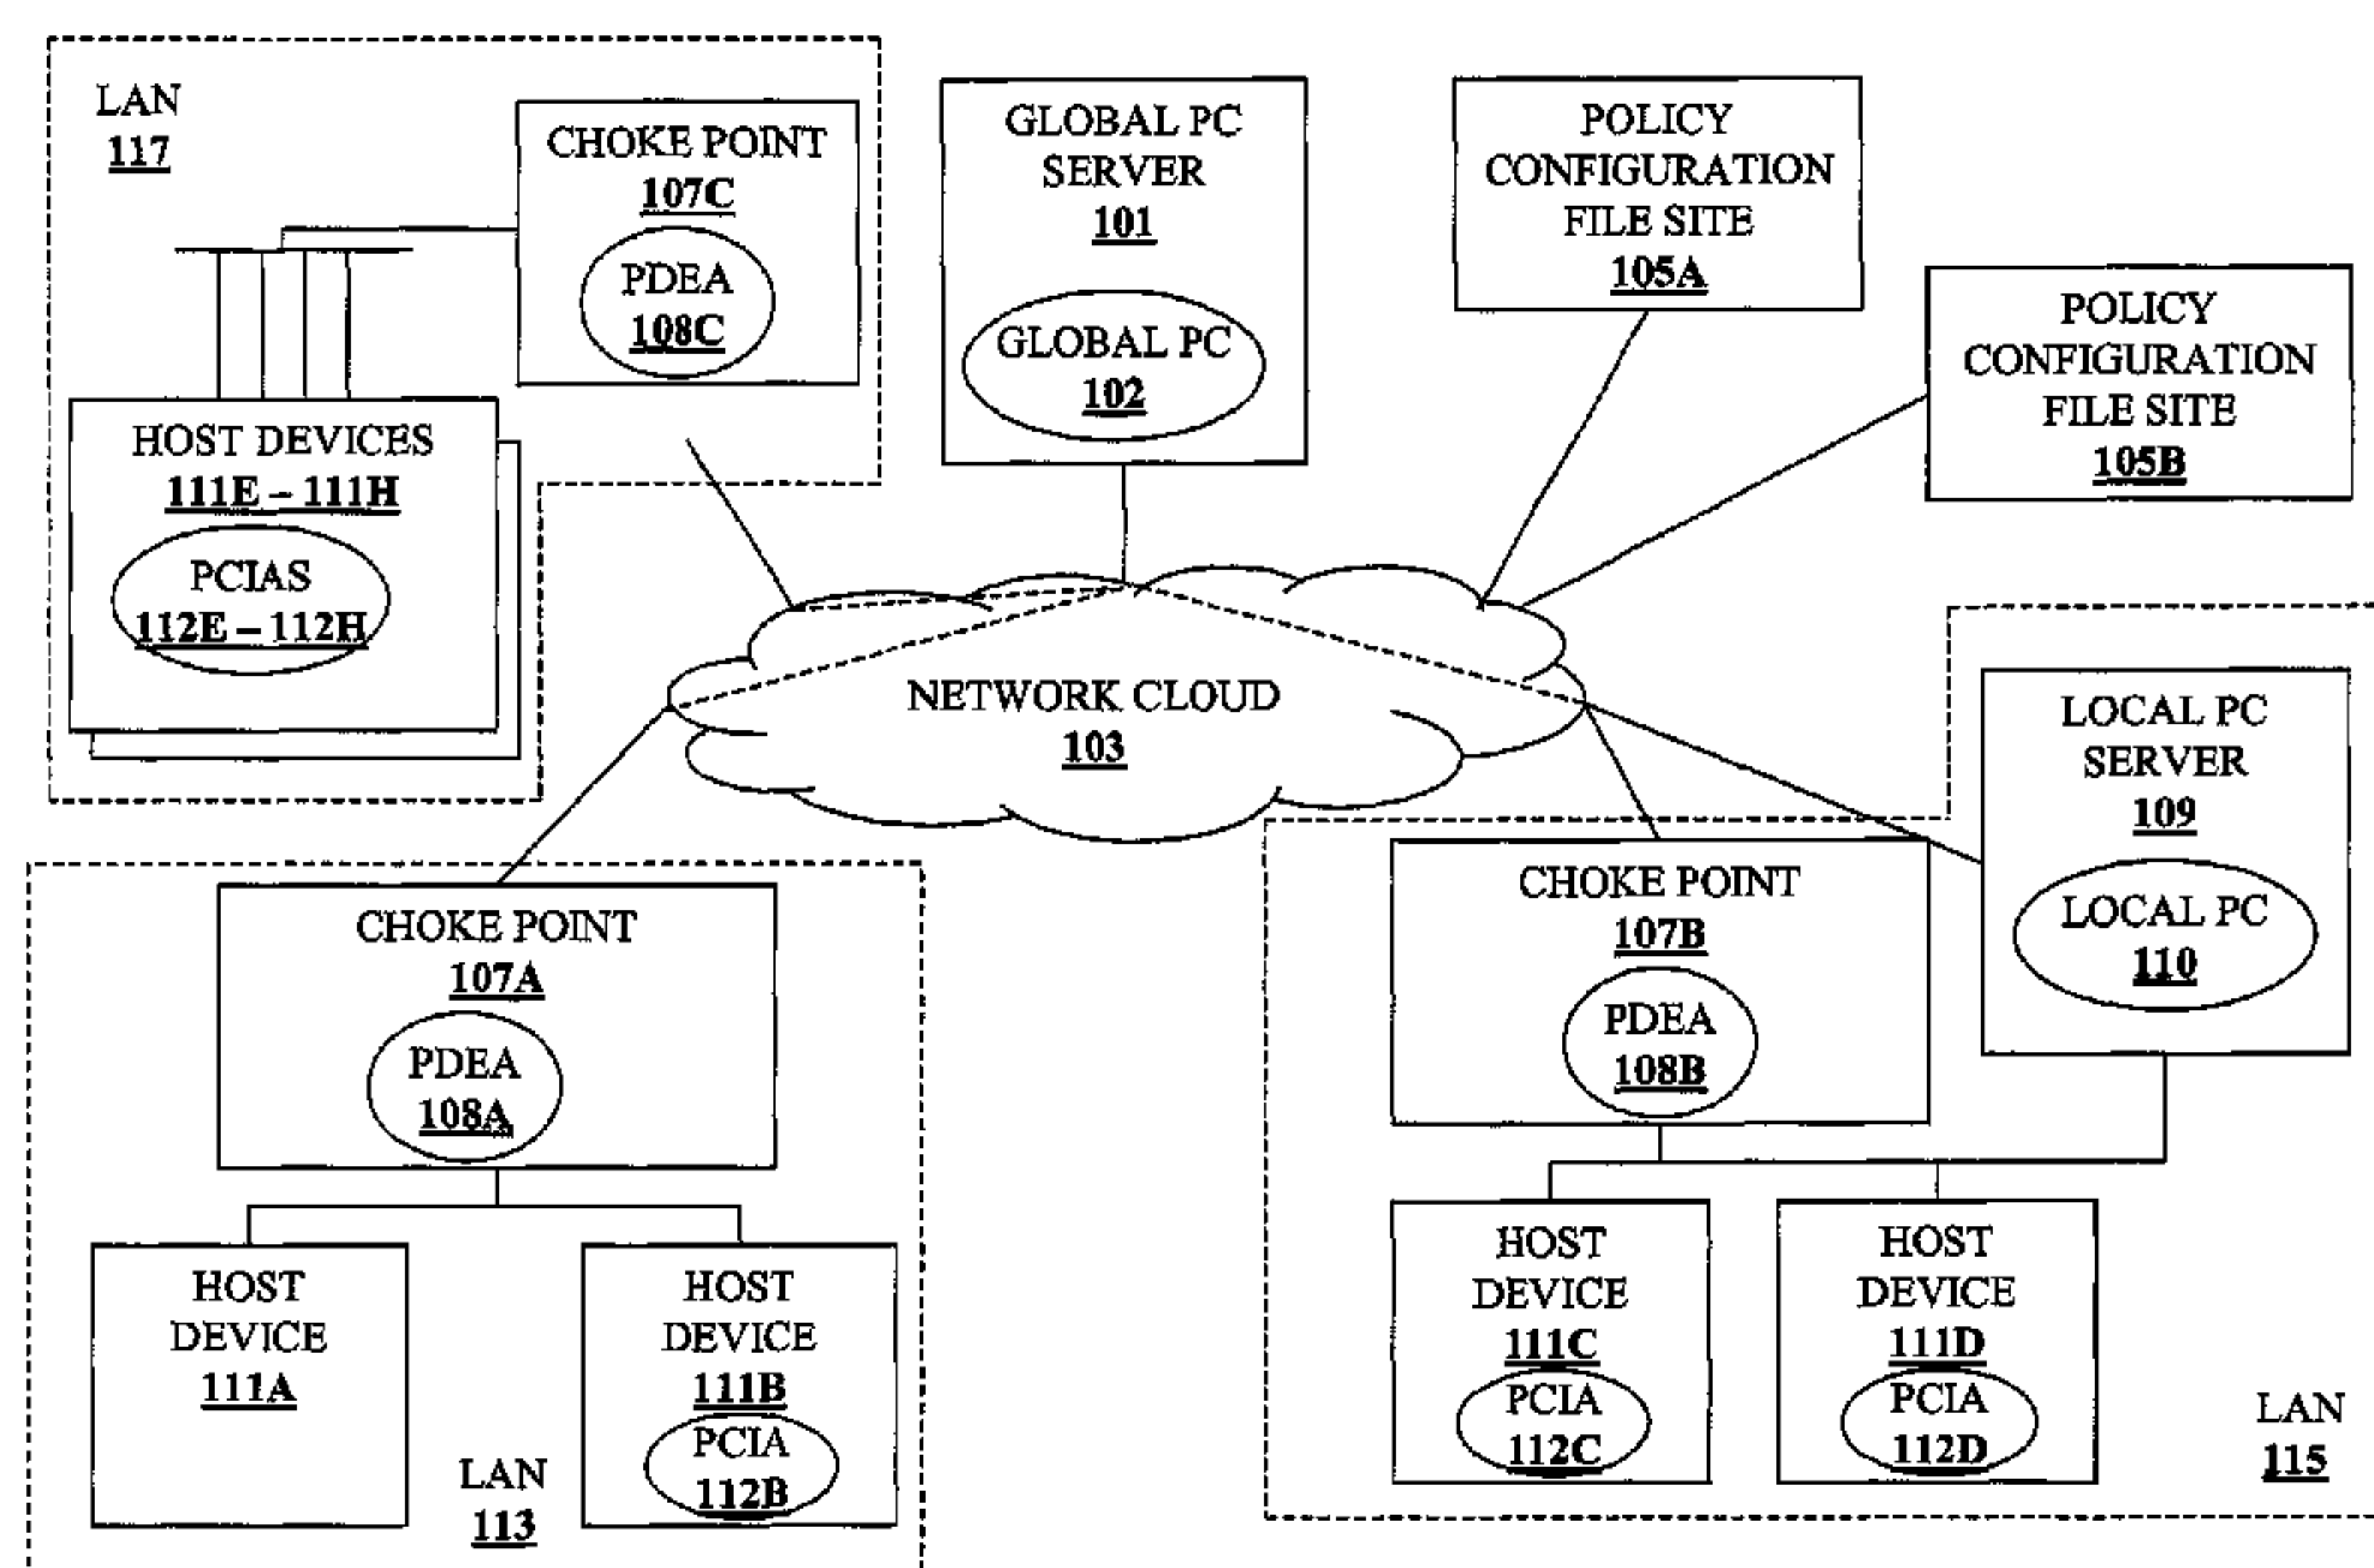 LAN
117
CHOKE POINT
107C
PDEA
108C
HOST DEVICES
111E – 111H
PCIAS
112E – 112H
GLOBAL PC
SERVER
101
GLOBAL PC
102
POLICY
CONFIGURATION
FILE SITE
105A
POLICY
CONFIGURATION
FILE SITE
105B
NETWORK CLOUD
103
LOCAL PC
SERVER
109
LOCAL PC
110
CHOKE POINT
107A
PDEA
108A
HOST
DEVICE
111A
HOST
DEVICE
111B
PCIA
112B
LAN
113
CHOKE POINT
107B
PDEA
108B
HOST
DEVICE
111C
PCIA
112C
HOST
DEVICE
111D
PCIA
112D
LAN
115